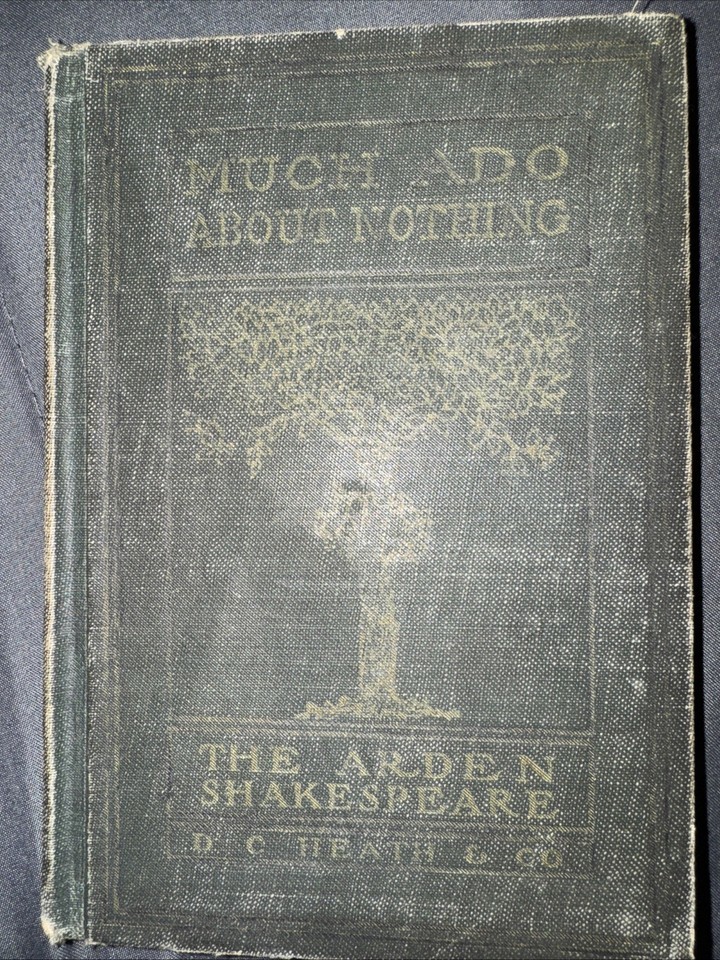 MUCH ADO
ABOUT NOTHING
THE ARDEN
SHAKESPEARE
D C HEATH & CO